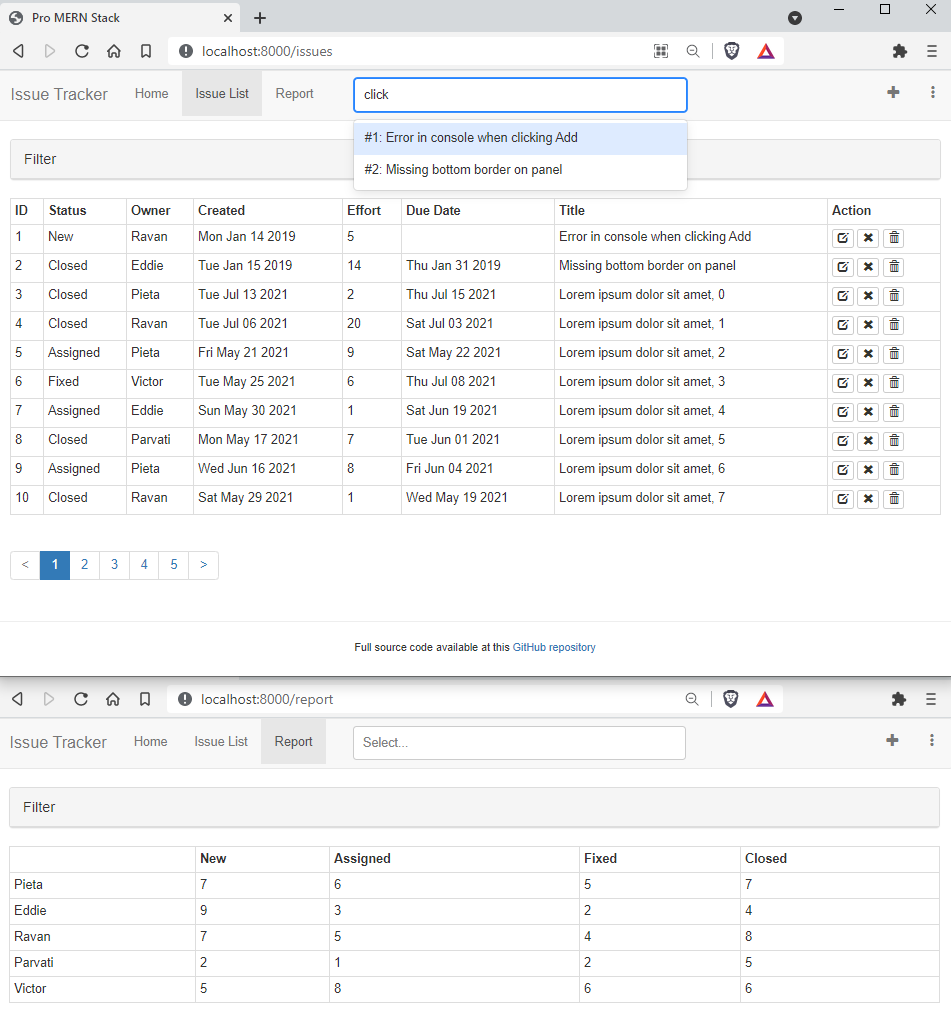 Pro MERN Stack
localhost:8000/issues
Issue Tracker Home Issue List Report click
#1: Error in console when clicking Add
#2: Missing bottom border on panel
Filter
ID Status Owner Created Effort Due Date Title Action
1 New Ravan Mon Jan 14 2019 5 Error in console when clicking Add
2 Closed Eddie Tue Jan 15 2019 14 Thu Jan 31 2019 Missing bottom border on panel
3 Closed Pieta Tue Jul 13 2021 2 Thu Jul 15 2021 Lorem ipsum dolor sit amet, 0
4 Closed Ravan Tue Jul 06 2021 20 Sat Jul 03 2021 Lorem ipsum dolor sit amet, 1
5 Assigned Pieta Fri May 21 2021 9 Sat May 22 2021 Lorem ipsum dolor sit amet, 2
6 Fixed Victor Tue May 25 2021 6 Thu Jul 08 2021 Lorem ipsum dolor sit amet, 3
7 Assigned Eddie Sun May 30 2021 1 Sat Jun 19 2021 Lorem ipsum dolor sit amet, 4
8 Closed Parvati Mon May 17 2021 7 Tue Jun 01 2021 Lorem ipsum dolor sit amet, 5
9 Assigned Pieta Wed Jun 16 2021 8 Fri Jun 04 2021 Lorem ipsum dolor sit amet, 6
10 Closed Ravan Sat May 29 2021 1 Wed May 19 2021 Lorem ipsum dolor sit amet, 7
< 1 2 3 4 5 >
Full source code available at this GitHub repository
localhost:8000/report
Issue Tracker Home Issue List Report Select...
Filter
New Assigned Fixed Closed
Pieta 7 6 5 7
Eddie 9 3 2 4
Ravan 7 5 4 8
Parvati 2 1 2 5
Victor 5 8 6 6